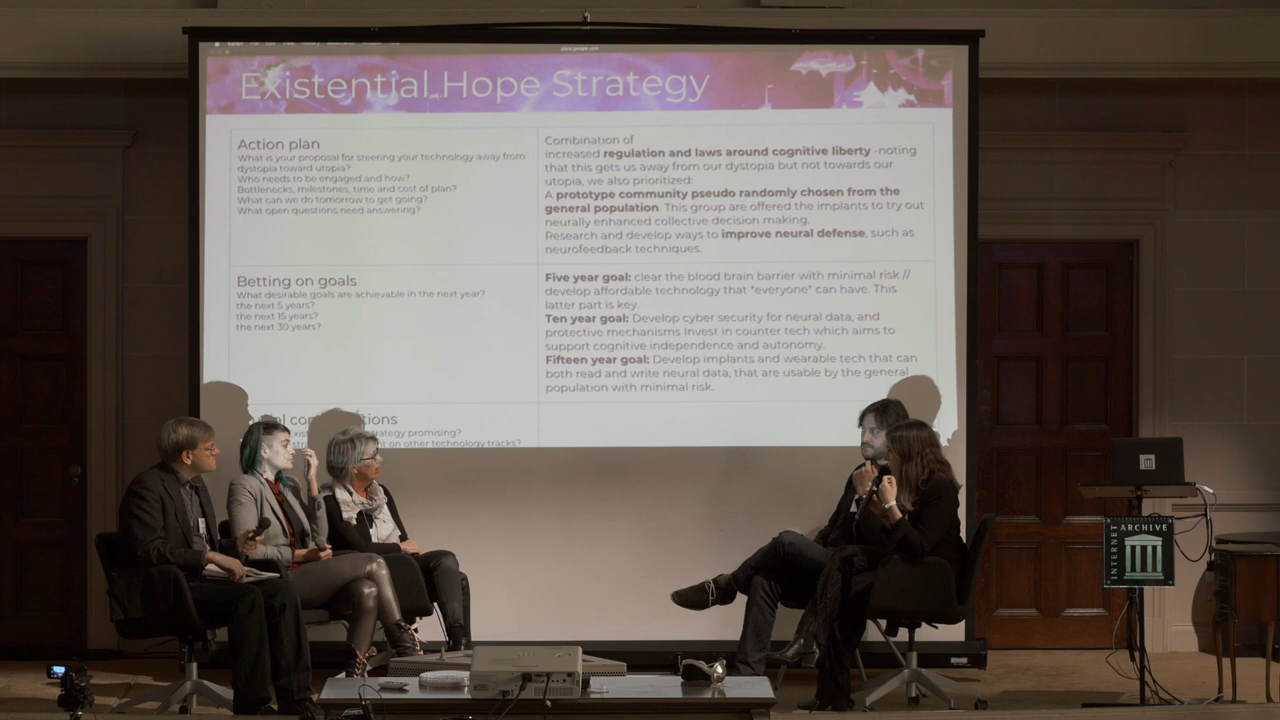 Existential Hope Strategy
Action plan
What is your proposal for steering your technology away from
dystopia toward utopia?
Who needs to be engaged and how?
Bottlenecks, milestones, time and cost of plan?
What can we do tomorrow to get going?
What open questions need answering?
Combination of
increased regulation and laws around cognitive liberty -noting
that this gets us away from our dystopia but not towards our
utopia, we also prioritized:
A prototype community pseudo randomly chosen from the
general population. This group are offered the implants to try out
neurally enhanced collective decision making.
Research and develop ways to improve neural defense, such as
neurofeedback techniques.
Betting on goals
What desirable goals are achievable in the next year?
the next 5 years?
the next 15 years?
the next 30 years?
Five year goal: clear the blood brain barrier with minimal risk //
develop affordable technology that *everyone* can have. This
latter part is key.
Ten year goal: Develop cyber security for neural data, and
protective mechanisms Invest in counter tech which aims to
support cognitive independence and autonomy.
Fifteen year goal: Develop implants and wearable tech that can
both read and write neural data, that are usable by the general
population with minimal risk.
strategy promising?
on other technology tracks?
INTERNET
ARCHIVE